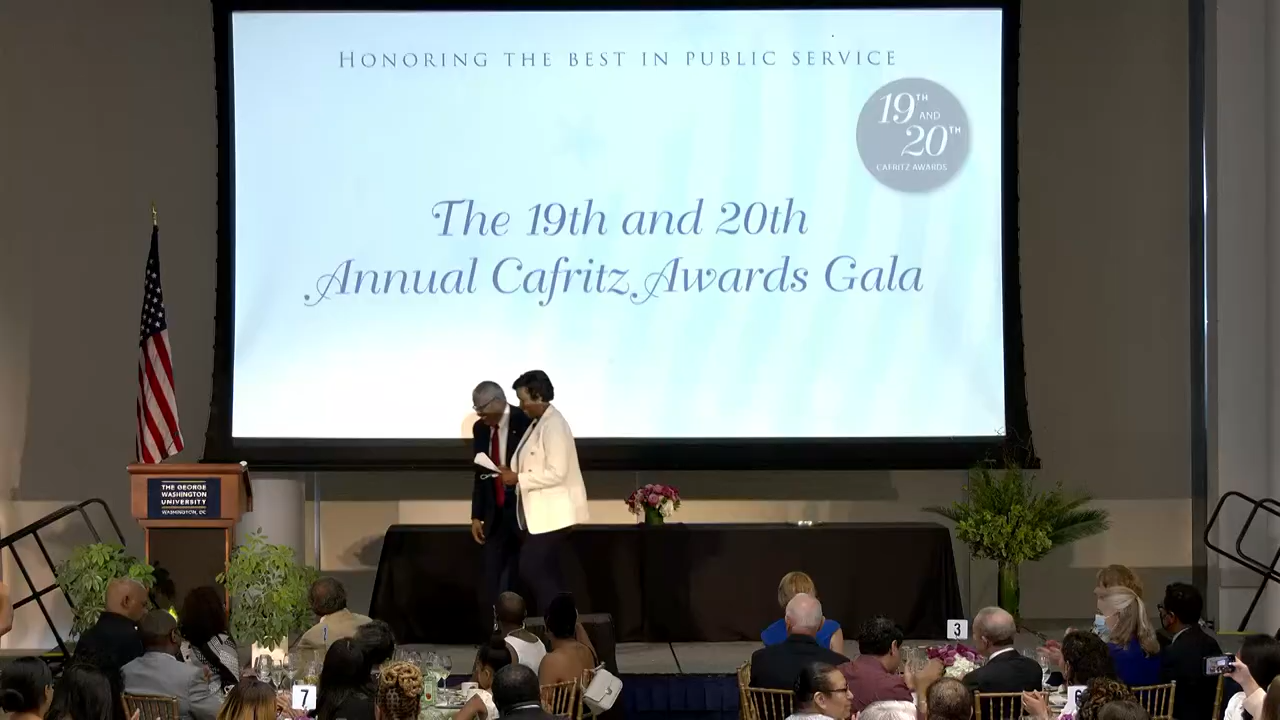 HONORING THE BEST IN PUBLIC SERVICE
19TH
AND
20TH
CAFRITZ AWARDS
The 19th and 20th
Annual Cafritz Awards Gala
THE GEORGE
WASHINGTON
UNIVERSITY
WASHINGTON, DC
3
7